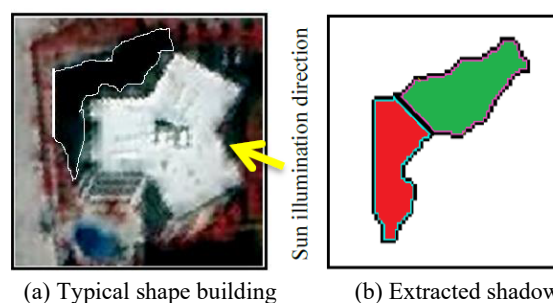 Sun illumination direction
(a) Typical shape building
(b) Extracted shadow